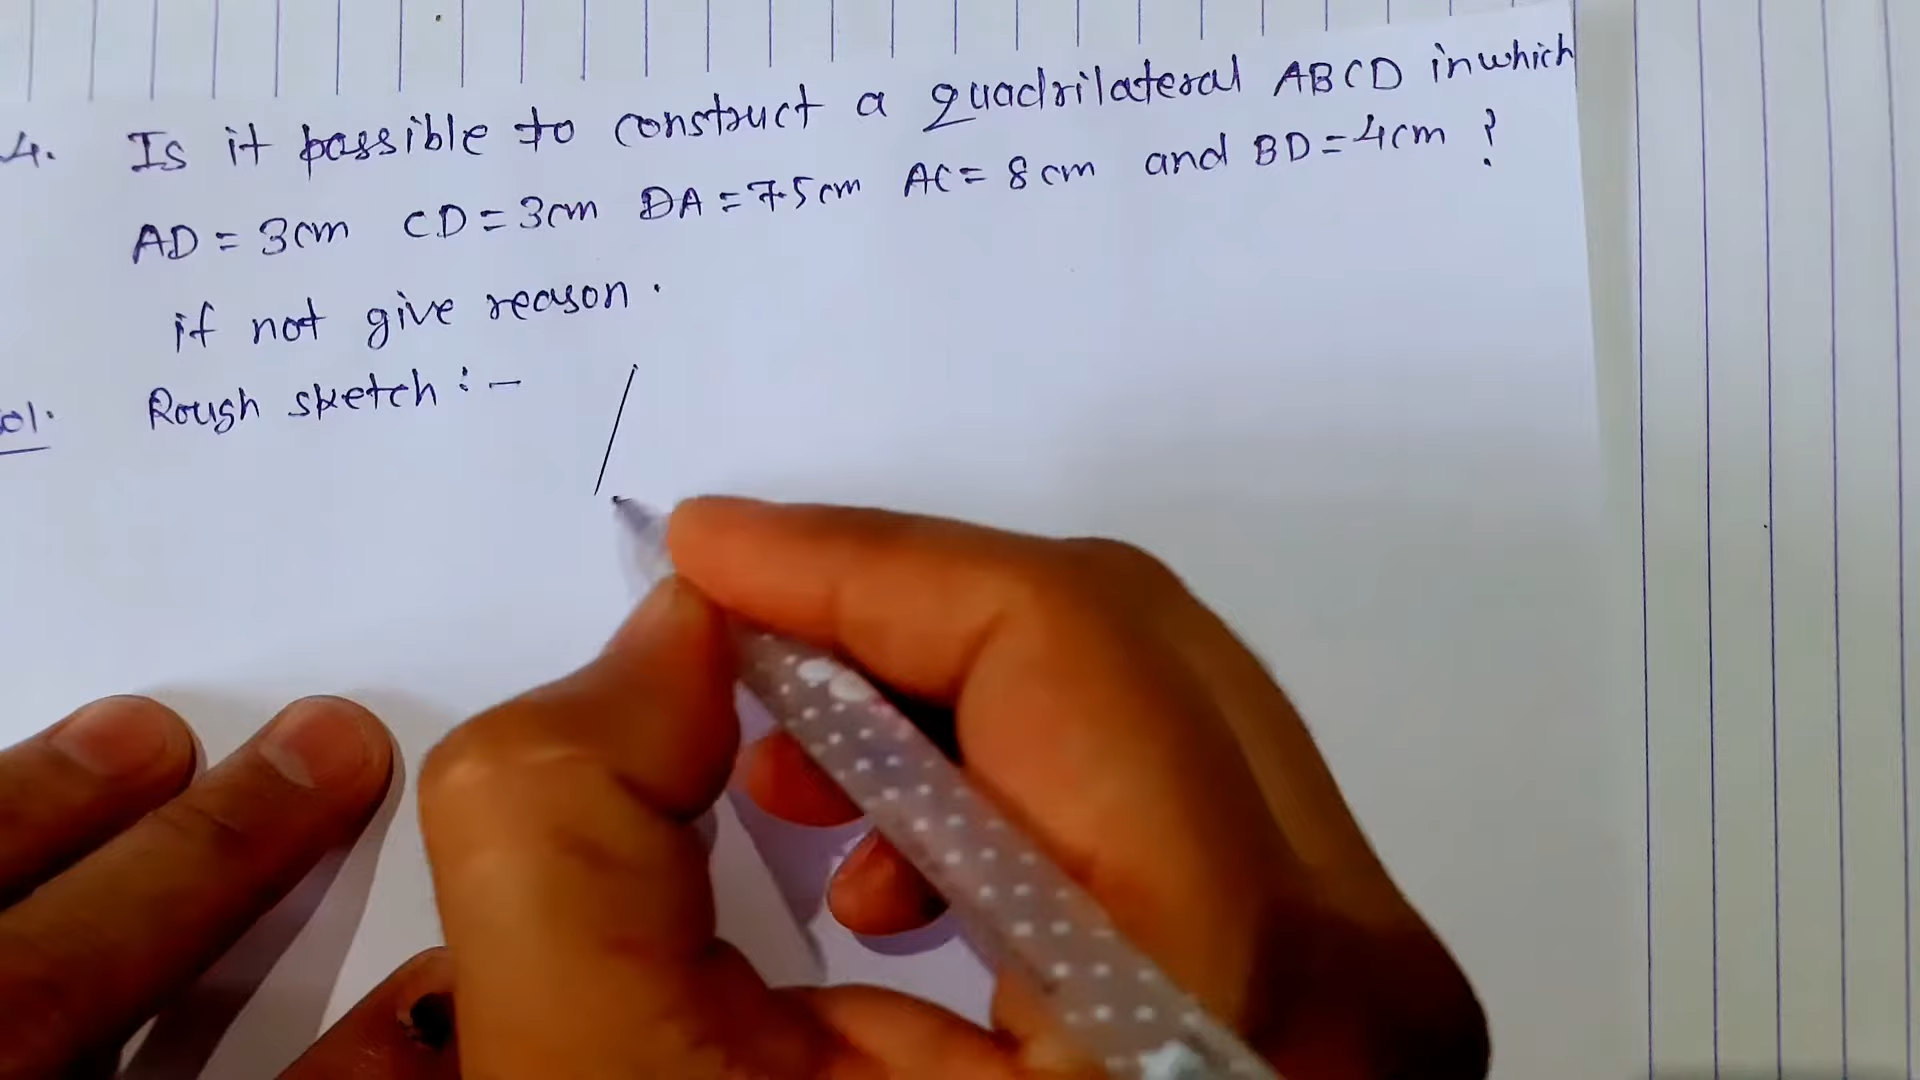 4. Is it possible to construct a quadrilateral ABCD in which
AD = 3cm CD = 3cm DA = 7.5cm AC = 8cm and BD = 4cm ?
if not give reason.
sol. Rough sketch :-